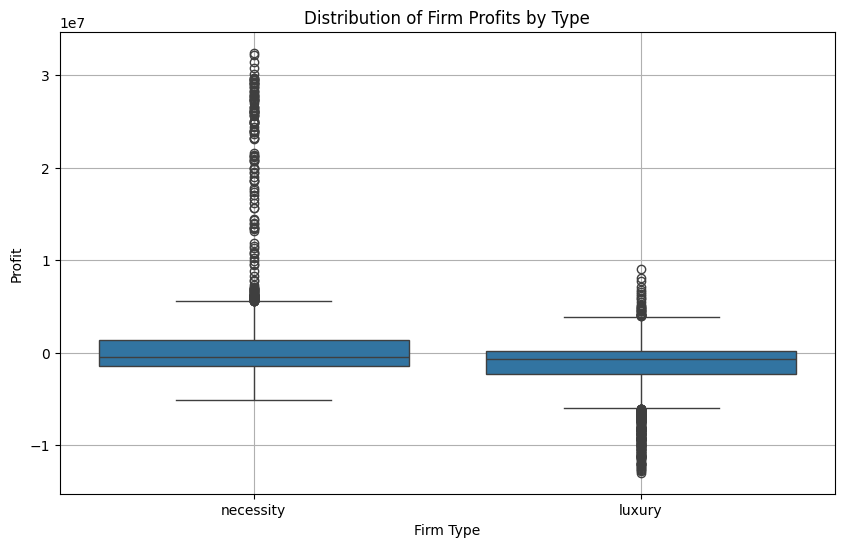 Distribution of Firm Profits by Type
1e7
3
2
1
0
−1
Profit
necessity
luxury
Firm Type